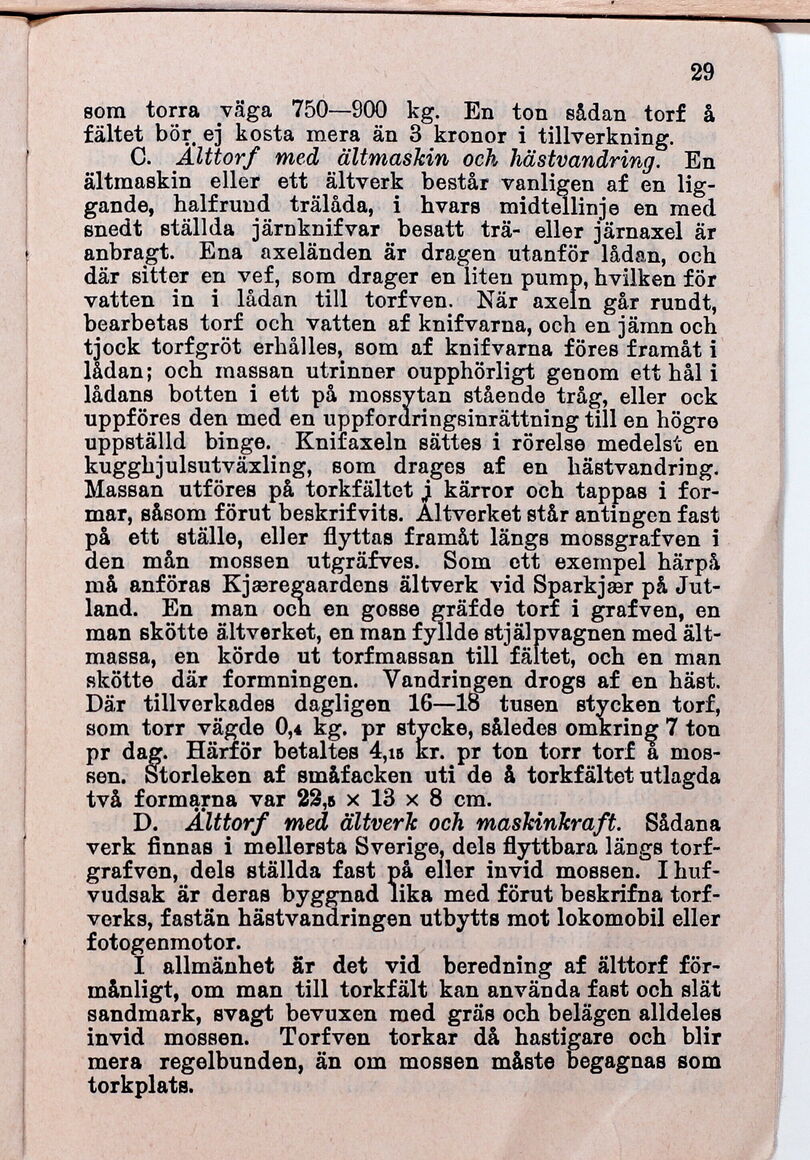 29
som torra väga 750—900 kg. En ton sådan torf å
fältet bör ej kosta mera än 3 kronor i tillverkning.
C. Älttorf med ältmaskin och hästvandring. En
ältmaskin eller ett ältverk består vanligen af en lig-
gande, halfrund trälåda, i hvars midtellinje en med
snedt ställda järnknifvar besatt trä- eller järnaxel är
anbragt. Ena axeländen är dragen utanför lådan, och
där sitter en vef, som drager en liten pump, hvilken för
vatten in i lådan till torfven. När axeln går rundt,
bearbetas torf och vatten af knifvarna, och en jämn och
tjock torfgröt erhålles, som af knifvarna föres framåt i
lådan; och massan utrinner oupphörligt genom ett hål i
lådans botten i ett på mossytan stående tråg, eller ock
uppföres den med en uppfordringsinrättning till en högre
uppställd binge. Knifaxeln sättes i rörelse medelst en
kugghjulsutväxling, som drages af en hästvandring.
Massan utföres på torkfältet i kärror och tappas i for-
mar, såsom förut beskrifvits. Ältverket står antingen fast
på ett ställe, eller flyttas framåt längs mossgrafven i
den mån mossen utgräfves. Som ett exempel härpå
må anföras Kjæregaardens ältverk vid Sparkjær på Jut-
land. En man och en gosse gräfde torf i grafven, en
man skötte ältverket, en man fyllde stjälpvagnen med ält-
massa, en körde ut torfmassan till fältet, och en man
skötte där formningen. Vandringen drogs af en häst.
Där tillverkades dagligen 16—18 tusen stycken torf,
som torr vägde 0,4 kg. pr stycke, således omkring 7 ton
pr dag. Härför betaltes 4,15 kr. pr ton torr torf å mos-
sen. Storleken af småfacken uti de å torkfältet utlagda
två formarna var 22,5 x 13 x 8 cm.
D. Älttorf med ältverk och maskinkraft. Sådana
verk finnas i mellersta Sverige, dels flyttbara längs torf-
grafven, dels ställda fast på eller invid mossen. I huf-
vudsak är deras byggnad lika med förut beskrifna torf-
verks, fastän hästvandringen utbytts mot lokomobil eller
fotogenmotor.
I allmänhet är det vid beredning af älttorf för-
månligt, om man till torkfält kan använda fast och slät
sandmark, svagt bevuxen med gräs och belägen alldeles
invid mossen. Torfven torkar då hastigare och blir
mera regelbunden, än om mossen måste begagnas som
torkplats.